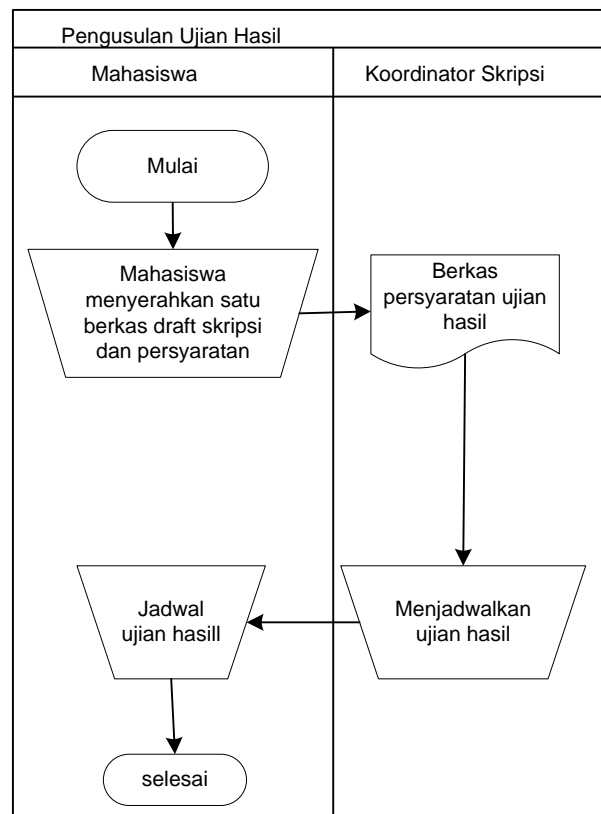 Pengusulan Ujian Hasil
Mahasiswa
Koordinator Skripsi
Mulai
Mahasiswa
menyerahkan satu
berkas draft skripsi
dan persyaratan
Berkas
persyaratan ujian
hasil
Jadwal
ujian hasill
Menjadwalkan
ujian hasil
selesai